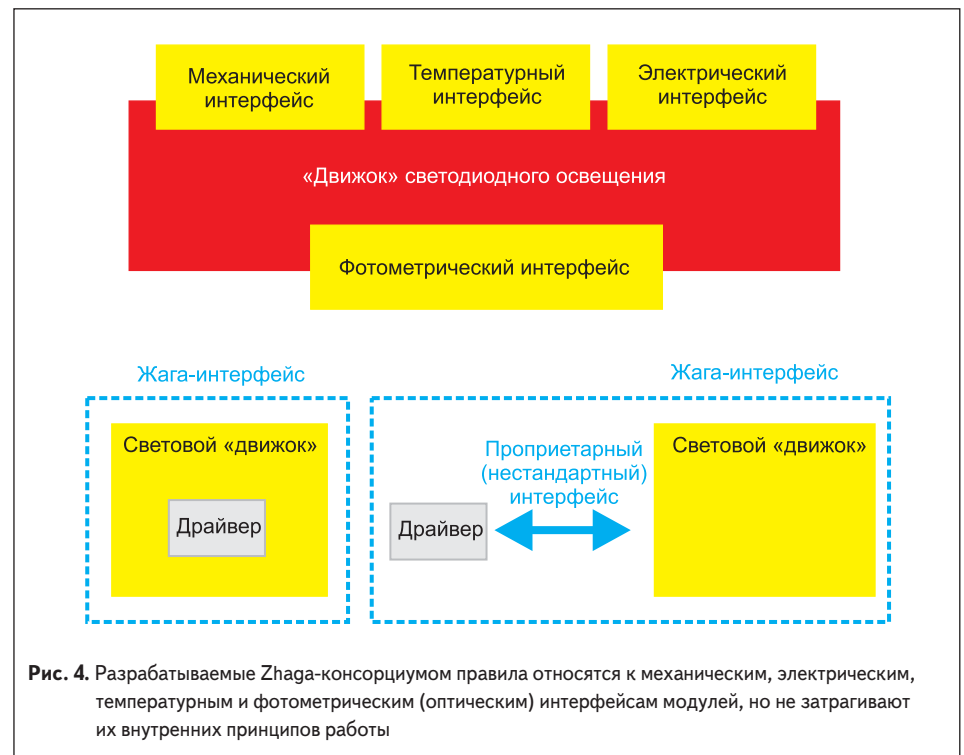 Механический
интерфейс
Температурный
интерфейс
Электрический
интерфейс
«Движок» светодиодного освещения
Фотометрический интерфейс
Жага-интерфейс
Световой «движок»
Драйвер
Жага-интерфейс
Проприетарный
(нестандартный)
интерфейс
Драйвер
Световой «движок»
Рис. 4. Разрабатываемые Zhaga-консорциумом правила относятся к механическим, электрическим,
температурным и фотометрическим (оптическим) интерфейсам модулей, но не затрагивают
их внутренних принципов работы